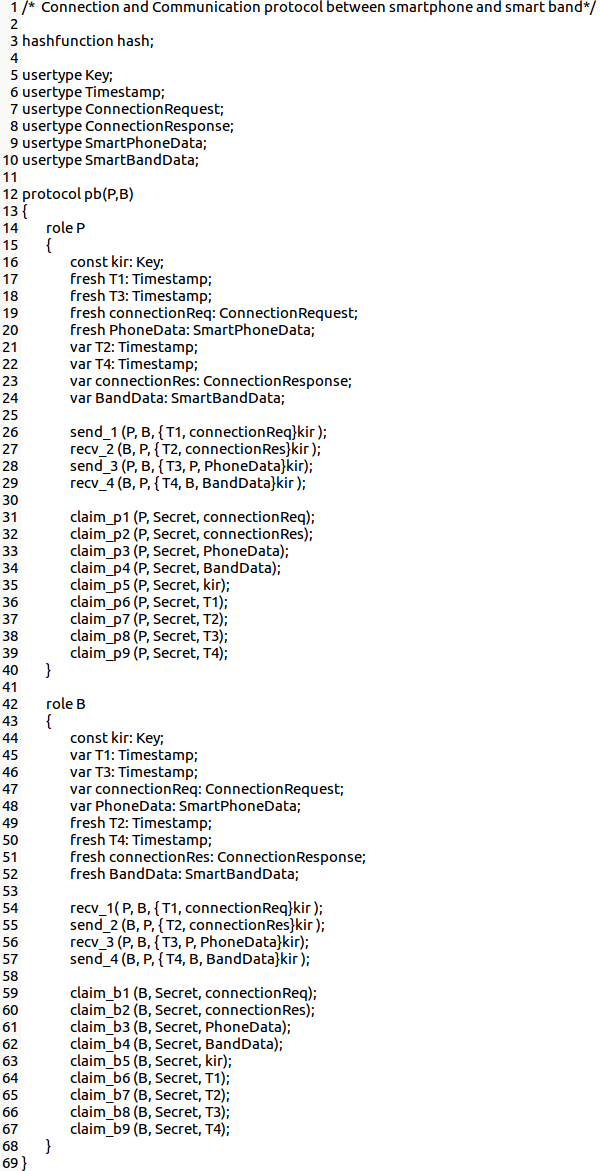 1 /*  Connection and Communication protocol between smartphone and smart band*/
2
3 hashfunction hash;
4
5 usertype Key;
6 usertype Timestamp;
7 usertype ConnectionRequest;
8 usertype ConnectionResponse;
9 usertype SmartPhoneData;
10 usertype SmartBandData;
11
12 protocol pb(P,B)
13 {
14 role P
15 {
16 const kir: Key;
17 fresh T1: Timestamp;
18 fresh T3: Timestamp;
19 fresh connectionReq: ConnectionRequest;
20 fresh PhoneData: SmartPhoneData;
21 var T2: Timestamp;
22 var T4: Timestamp;
23 var connectionRes: ConnectionResponse;
24 var BandData: SmartBandData;
25
26 send_1 (P, B, { T1, connectionReq}kir );
27 recv_2 (B, P, { T2, connectionRes}kir );
28 send_3 (P, B, { T3, P, PhoneData}kir);
29 recv_4 (B, P, { T4, B, BandData}kir );
30
31 claim_p1 (P, Secret, connectionReq);
32 claim_p2 (P, Secret, connectionRes);
33 claim_p3 (P, Secret, PhoneData);
34 claim_p4 (P, Secret, BandData);
35 claim_p5 (P, Secret, kir);
36 claim_p6 (P, Secret, T1);
37 claim_p7 (P, Secret, T2);
38 claim_p8 (P, Secret, T3);
39 claim_p9 (P, Secret, T4);
40 }
41
42 role B
43 {
44 const kir: Key;
45 var T1: Timestamp;
46 var T3: Timestamp;
47 var connectionReq: ConnectionRequest;
48 var PhoneData: SmartPhoneData;
49 fresh T2: Timestamp;
50 fresh T4: Timestamp;
51 fresh connectionRes: ConnectionResponse;
52 fresh BandData: SmartBandData;
53
54 recv_1( P, B, { T1, connectionReq}kir );
55 send_2 (B, P, { T2, connectionRes}kir );
56 recv_3 (P, B, { T3, P, PhoneData}kir);
57 send_4 (B, P, { T4, B, BandData}kir );
58
59 claim_b1 (B, Secret, connectionReq);
60 claim_b2 (B, Secret, connectionRes);
61 claim_b3 (B, Secret, PhoneData);
62 claim_b4 (B, Secret, BandData);
63 claim_b5 (B, Secret, kir);
64 claim_b6 (B, Secret, T1);
65 claim_b7 (B, Secret, T2);
66 claim_b8 (B, Secret, T3);
67 claim_b9 (B, Secret, T4);
68 }
69 }